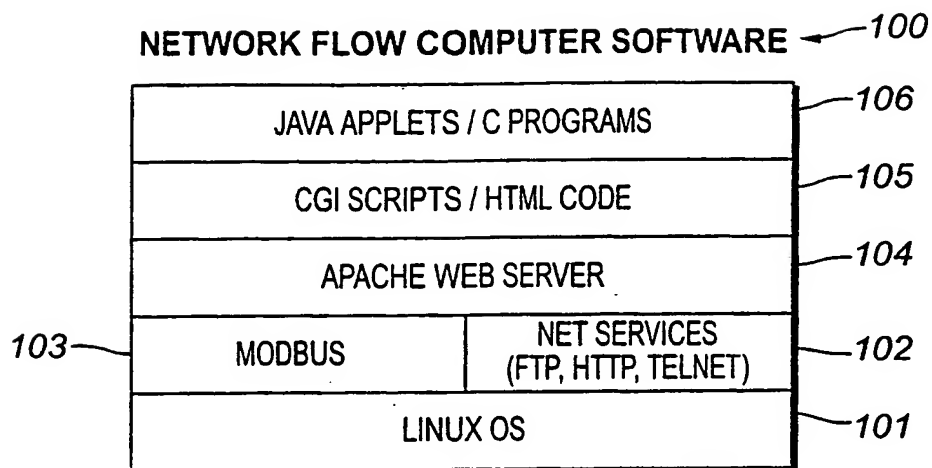 NETWORK FLOW COMPUTER SOFTWARE 100
JAVA APPLETS / C PROGRAMS 106
CGI SCRIPTS / HTML CODE 105
APACHE WEB SERVER 104
103 MODBUS NET SERVICES 102
(FTP, HTTP, TELNET)
LINUX OS 101